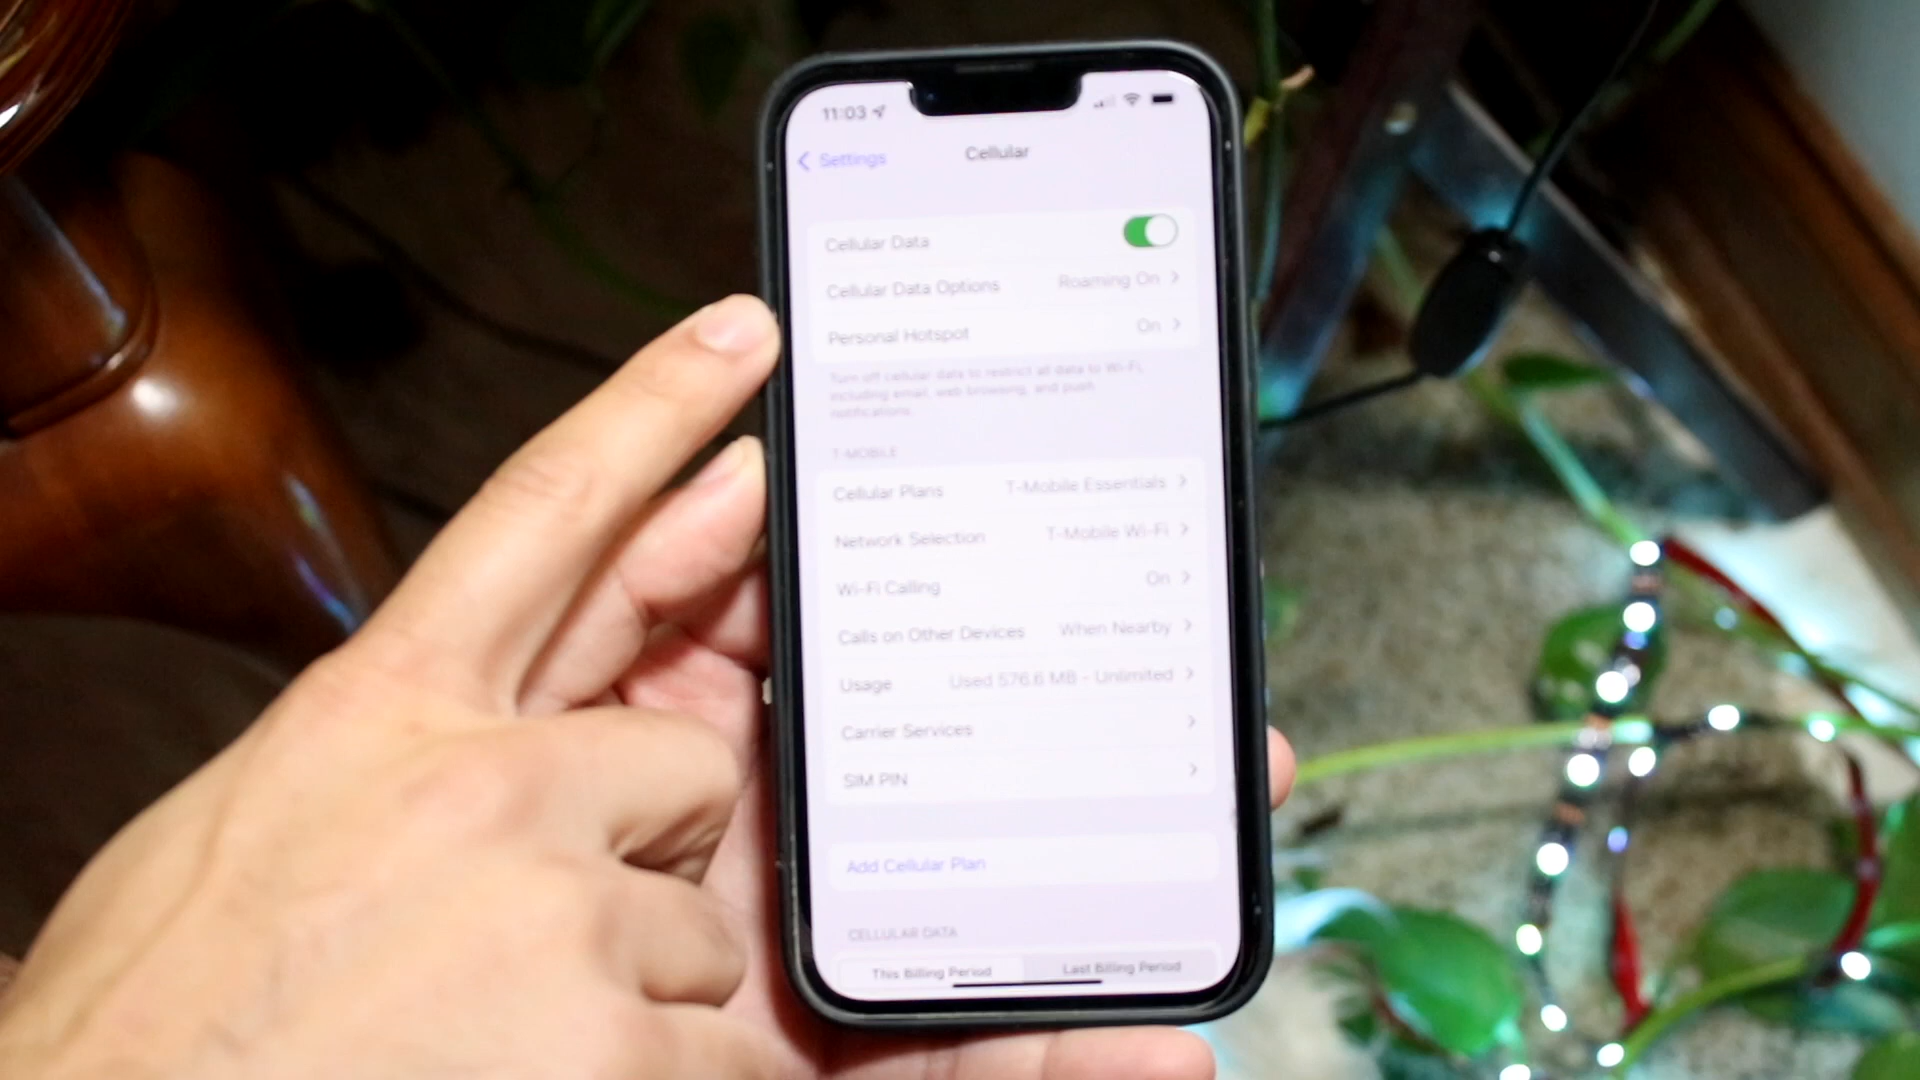 11:03
Settings
Cellular
Cellular Data
Cellular Data Options Roaming On
Personal Hotspot On
Turn off cellular data to restrict all data to Wi-Fi,
including email, web browsing, and push
notifications.
T-MOBILE
Cellular Plans T-Mobile Essentials
Network Selection T-Mobile Wi-Fi
Wi-Fi Calling On
Calls on Other Devices When Nearby
Usage Used 576.6 MB - Unlimited
Carrier Services
SIM PIN
Add Cellular Plan
CELLULAR DATA
This Billing Period Last Billing Period